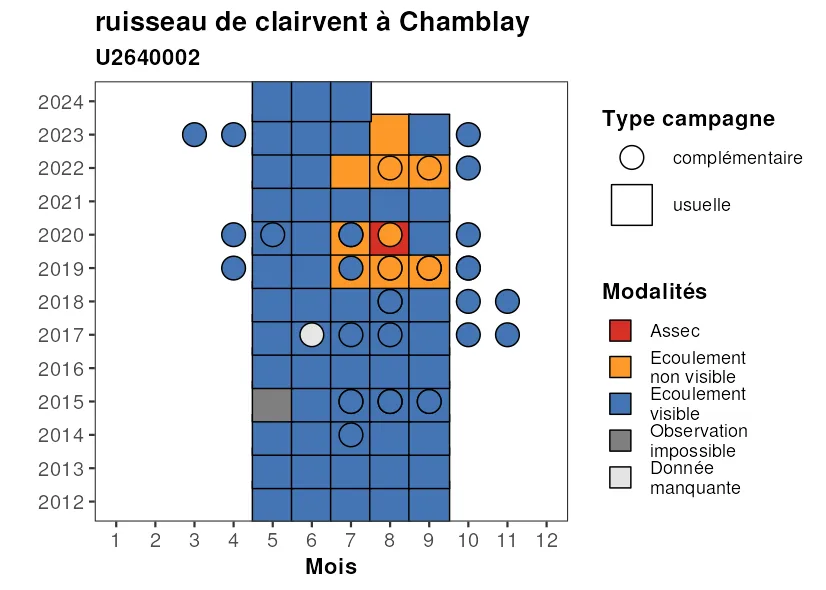 ruisseau de clairvent à Chamblay
U2640002
2024
2023
2022
2021
2020
2019
2018
2017
2016
2015
2014
2013
2012
1 2 3 4 5 6 7 8 9 10 11 12
Mois
Type campagne
complémentaire
usuelle
Modalités
Assec
Ecoulement
non visible
Ecoulement
visible
Observation
impossible
Donnée
manquante